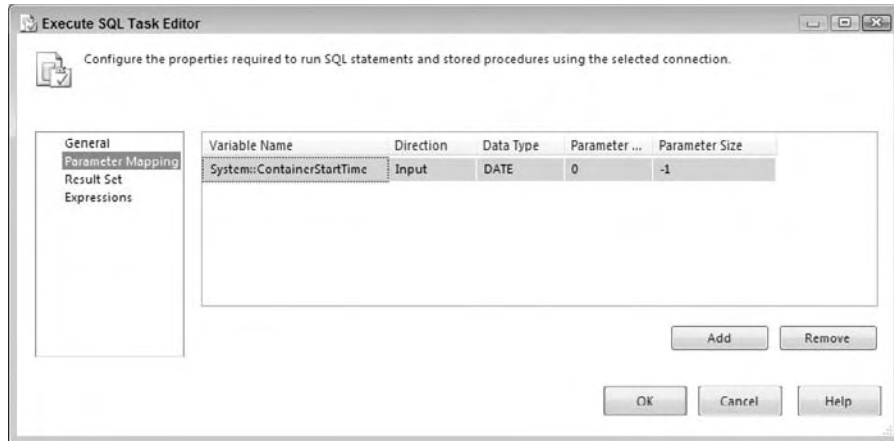 Execute SQL Task Editor
Configure the properties required to run SQL statements and stored procedures using the selected connection.
General
Parameter Mapping
Result Set
Expressions
Variable Name Direction Data Type Parameter ... Parameter Size
System::ContainerStartTime Input DATE 0 -1
Add Remove
OK Cancel Help